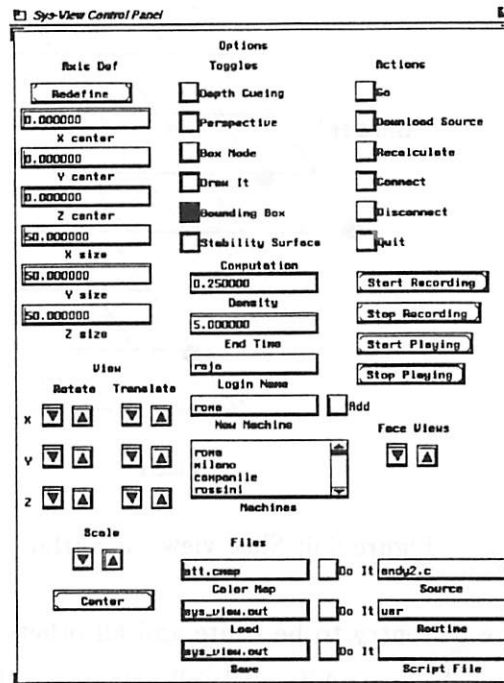 Sys-View Control Panel
Options
Axis Def
Toggles
Actions
Redefine
0.000000
X center
0.000000
Y center
0.000000
Z center
50.000000
X size
50.000000
Y size
50.000000
Z size
Depth Cueing
Perspective
Box Mode
Draw It
Bounding Box
Stability Surface
Go
Download Source
Recalculate
Connect
Disconnect
Quit
Computation
0.250000
Density
5.000000
End Time
raja
Login Name
roma
Add
New Machine
roma
milano
campanile
rossini
Machines
Start Recording
Stop Recording
Start Playing
Stop Playing
Face Views
View
Rotate Translate
X
Y
Z
Scale
Center
Files
att.cmap
Do It
andy2.c
Color Map
Source
sys_view.out
Do It
usr
Load
Routine
sys_view.out
Do It
Save
Script File